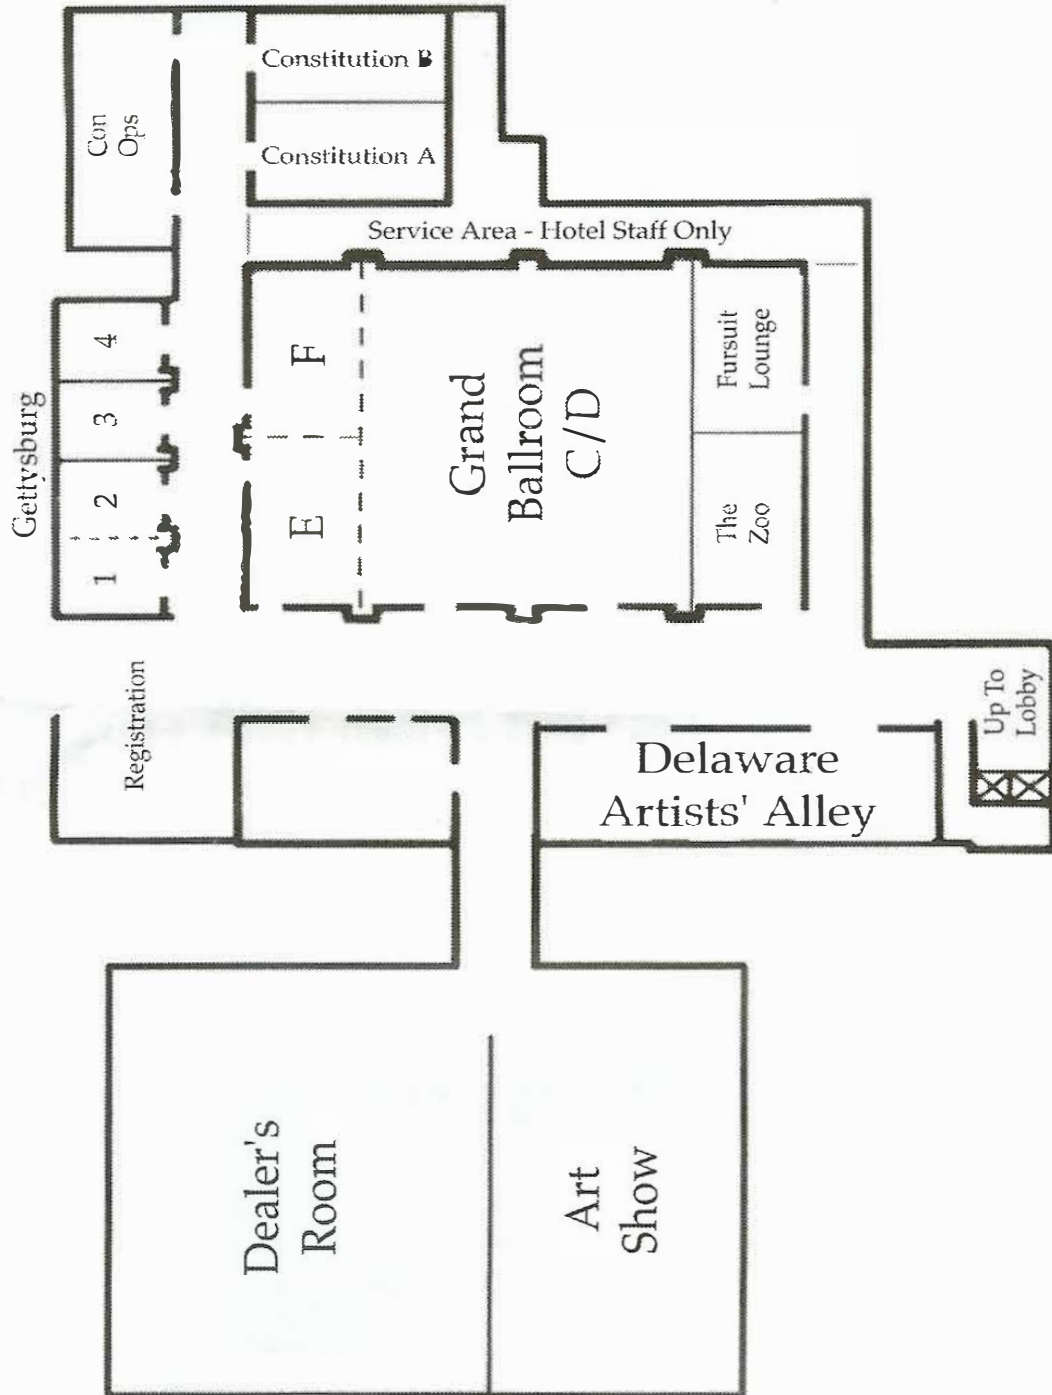 Constitution B
Con
Ops
Constitution A
Service Area - Hotel Staff Only
Gettysburg
4
3
2
1
F
E
Grand
Ballroom
C/D
Fursuit
Lounge
The
Zoo
Registration
Up To
Lobby
Delaware
Artists' Alley
Dealer's
Room
Art
Show